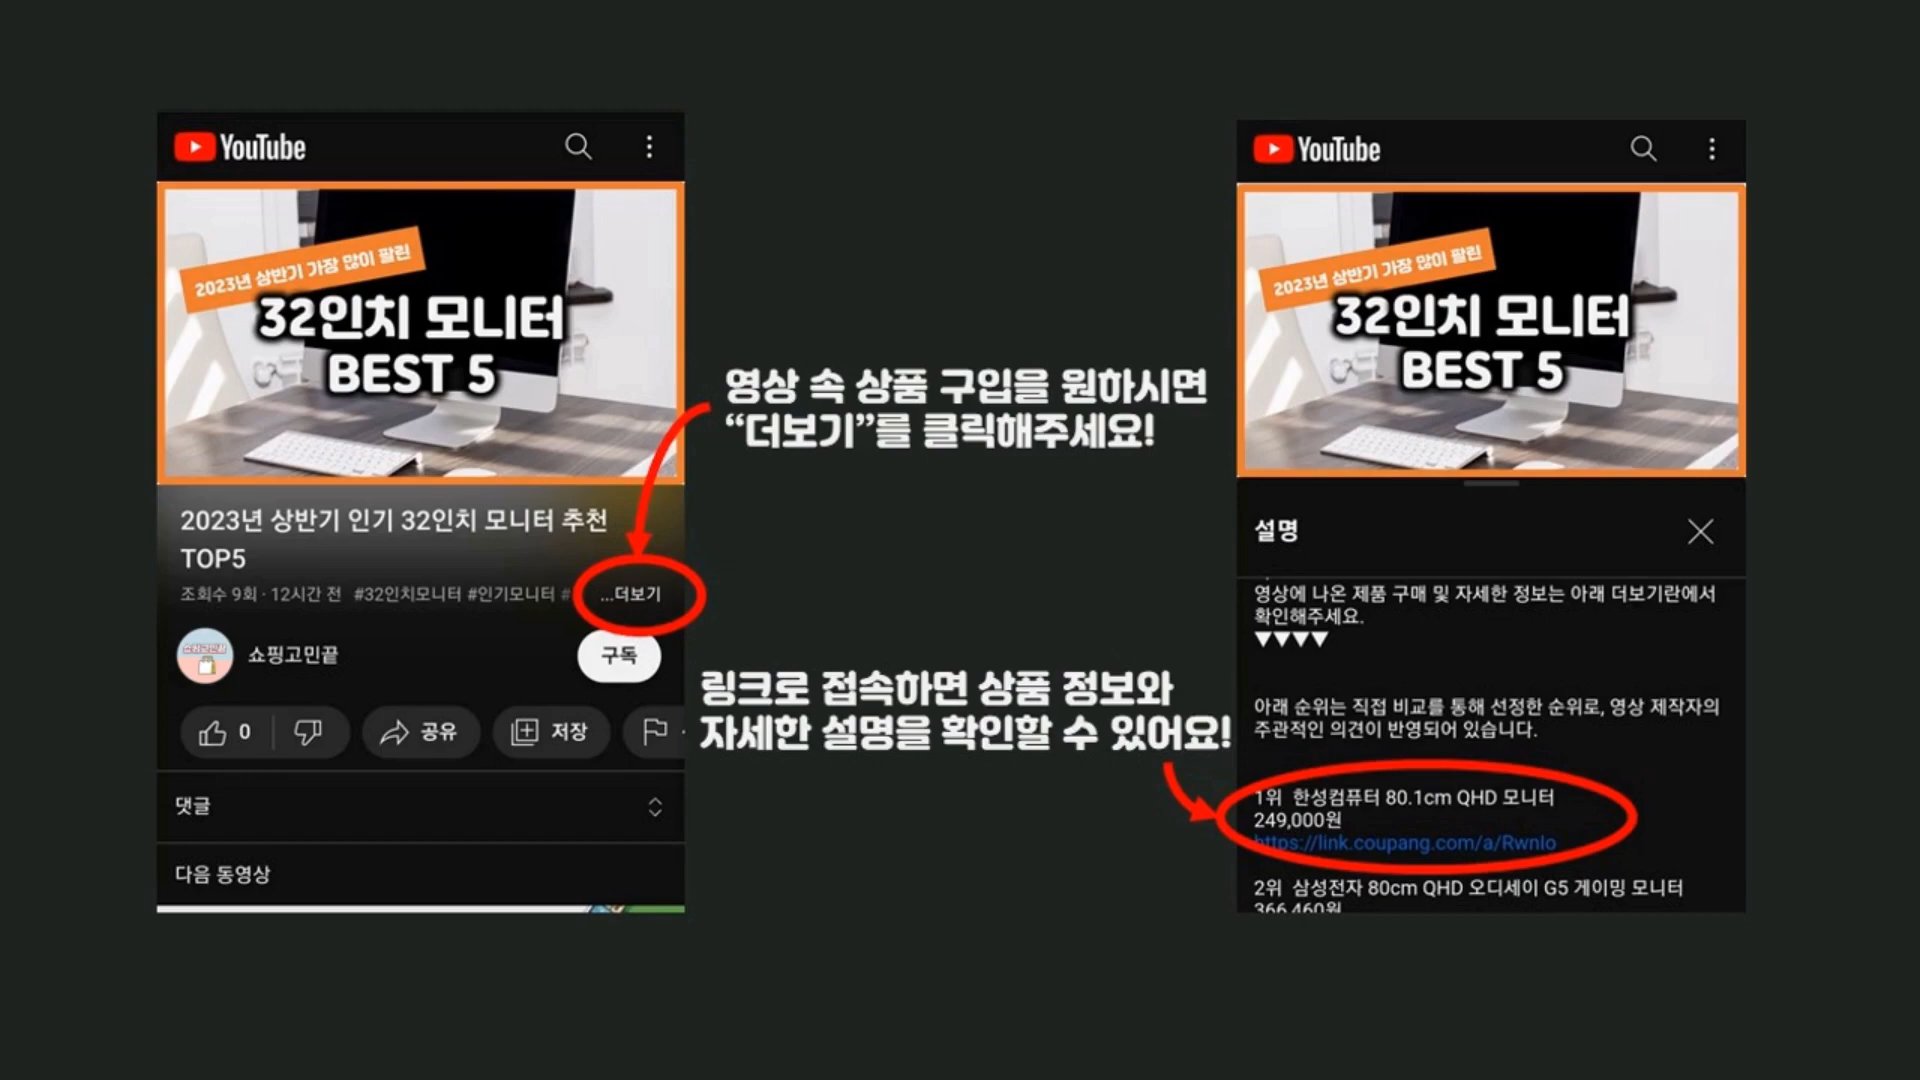 YouTube
2023년 상반기 가장 많이 팔린
32인치 모니터
BEST 5
2023년 상반기 인기 32인치 모니터 추천
TOP5
조회수 9회 · 12시간 전 #32인치모니터 #인기모니터 # ...더보기
쇼핑고민끝
쇼핑고민끝
구독
0
공유
저장
댓글
다음 동영상
영상 속 상품 구입을 원하시면
“더보기”를 클릭해주세요!
링크로 접속하면 상품 정보와
자세한 설명을 확인할 수 있어요!
YouTube
2023년 상반기 가장 많이 팔린
32인치 모니터
BEST 5
설명
영상에 나온 제품 구매 및 자세한 정보는 아래 더보기란에서
확인해주세요.
▼▼▼▼
아래 순위는 직접 비교를 통해 선정한 순위로, 영상 제작자의
주관적인 의견이 반영되어 있습니다.
1위 한성컴퓨터 80.1cm QHD 모니터
249,000원
https://link.coupang.com/a/RwnIo
2위 삼성전자 80cm QHD 오디세이 G5 게이밍 모니터
366,460원